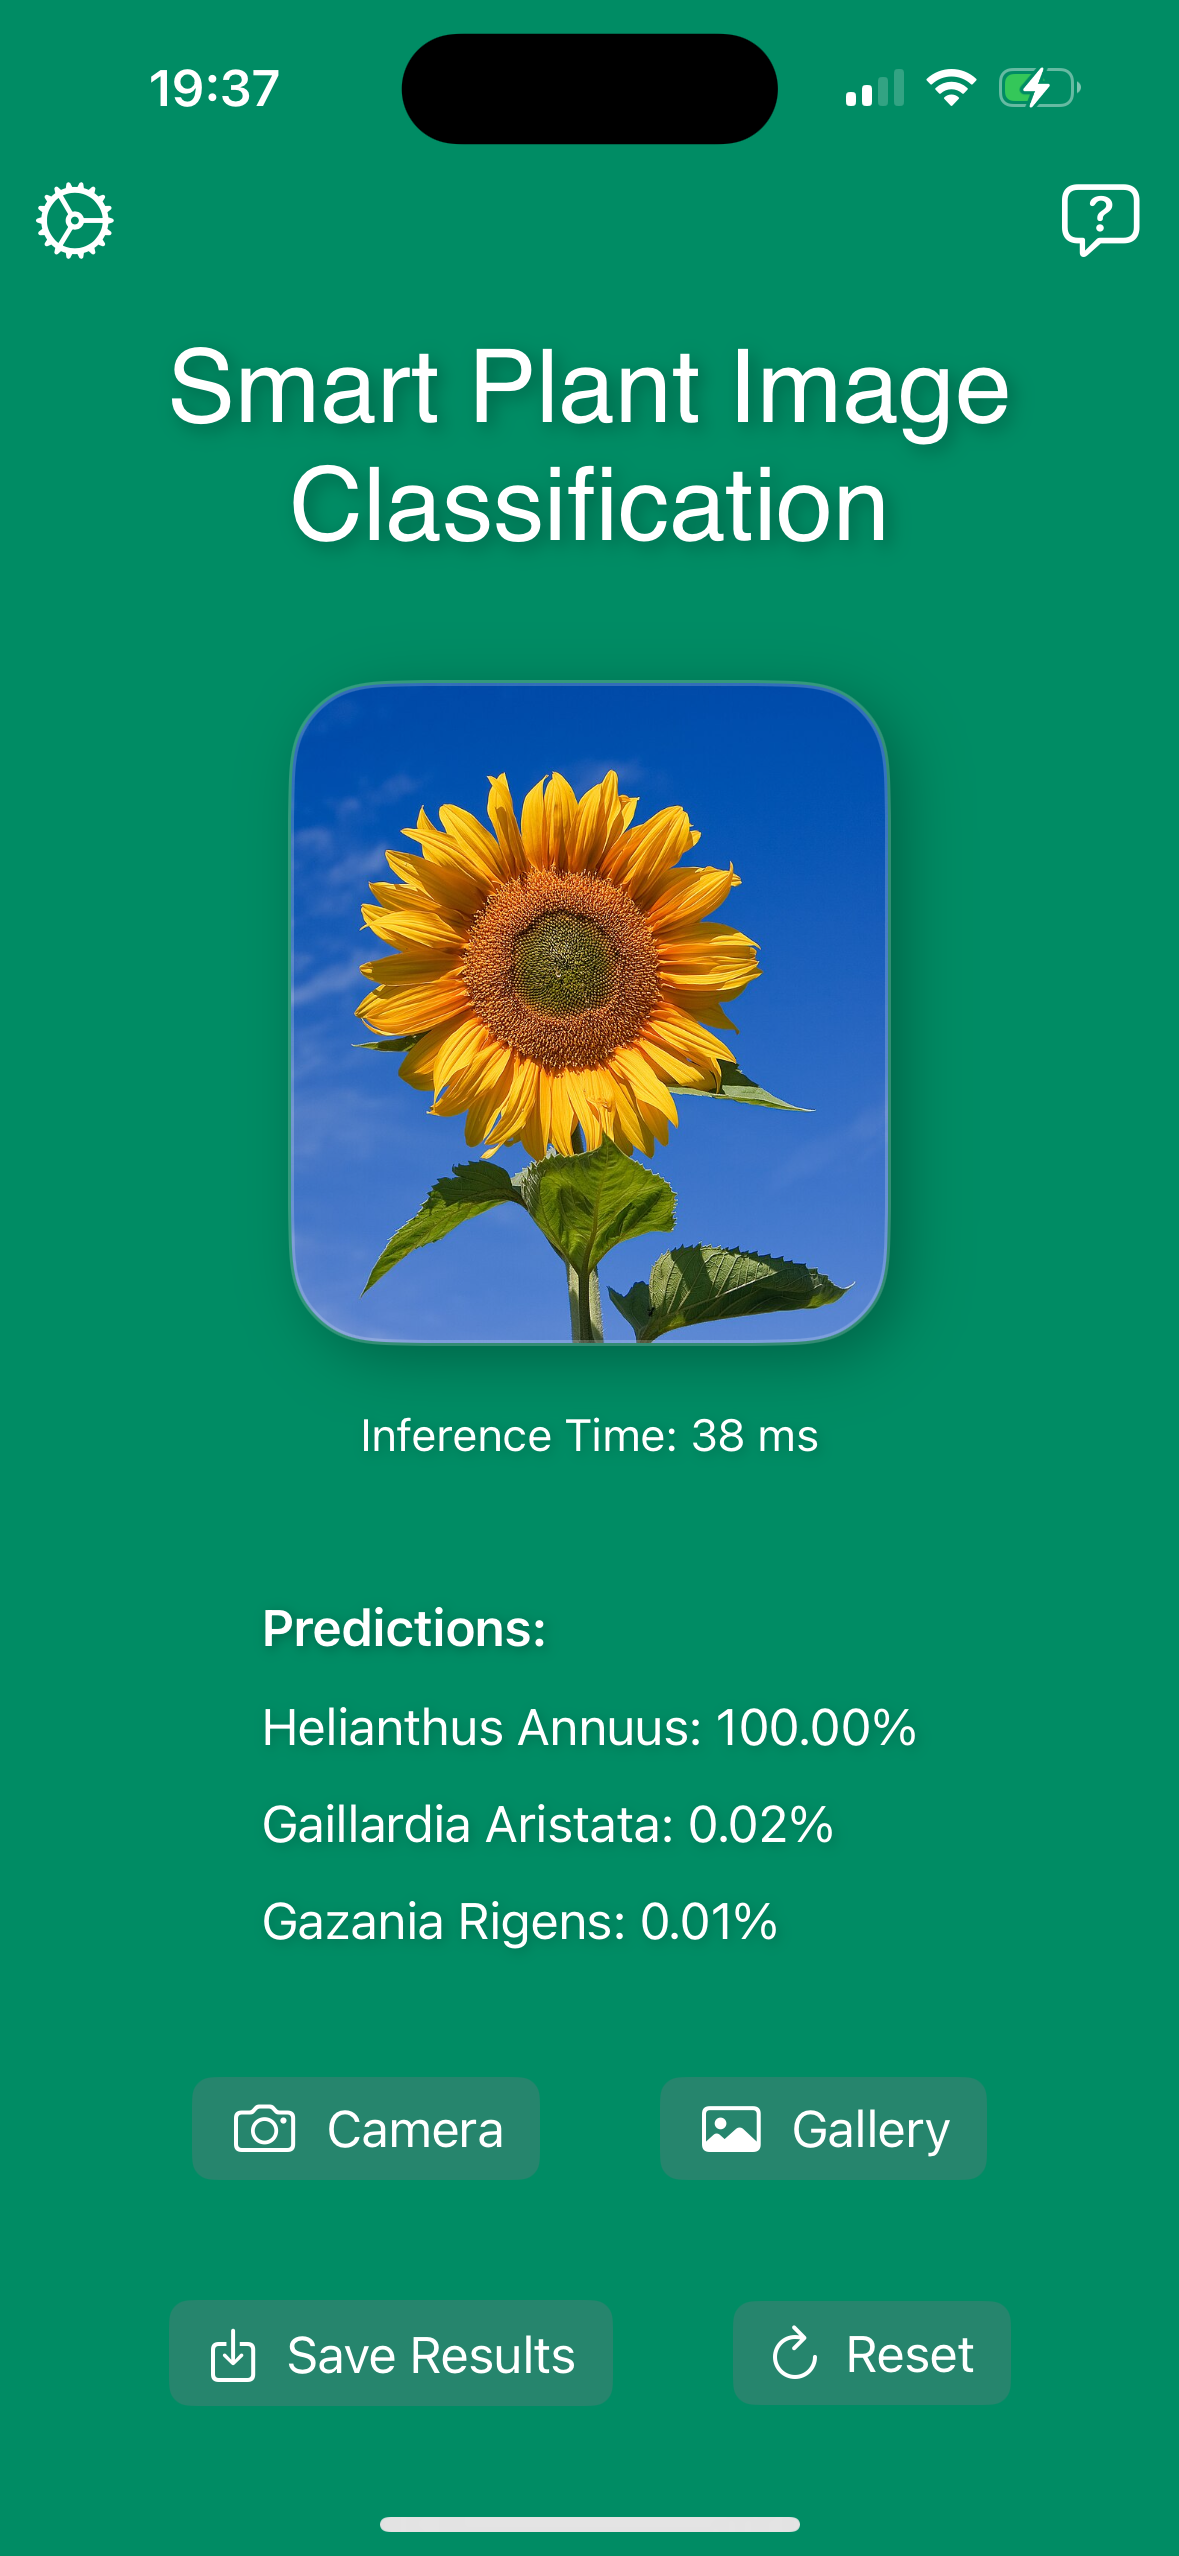 19:37
Smart Plant Image
Classification
Inference Time: 38 ms
Predictions:
Helianthus Annuus: 100.00%
Gaillardia Aristata: 0.02%
Gazania Rigens: 0.01%
Camera
Gallery
Save Results
Reset